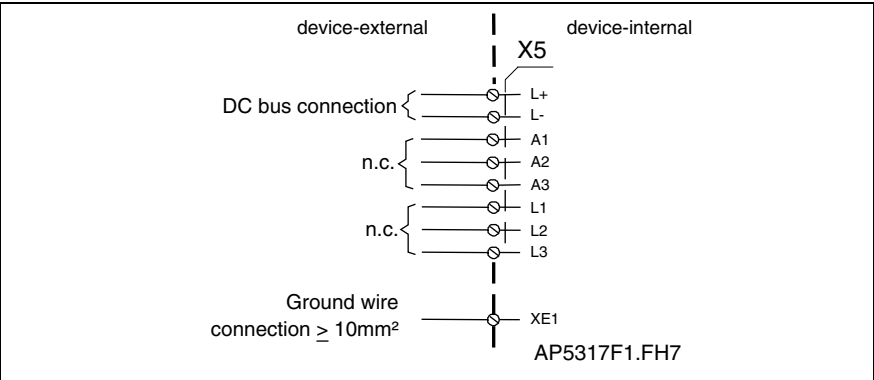 device-external
device-internal
X5
DC bus connection
L+
L-
n.c.
A1
A2
A3
n.c.
L1
L2
L3
Ground wire
connection ≥ 10mm²
XE1
AP5317F1.FH7